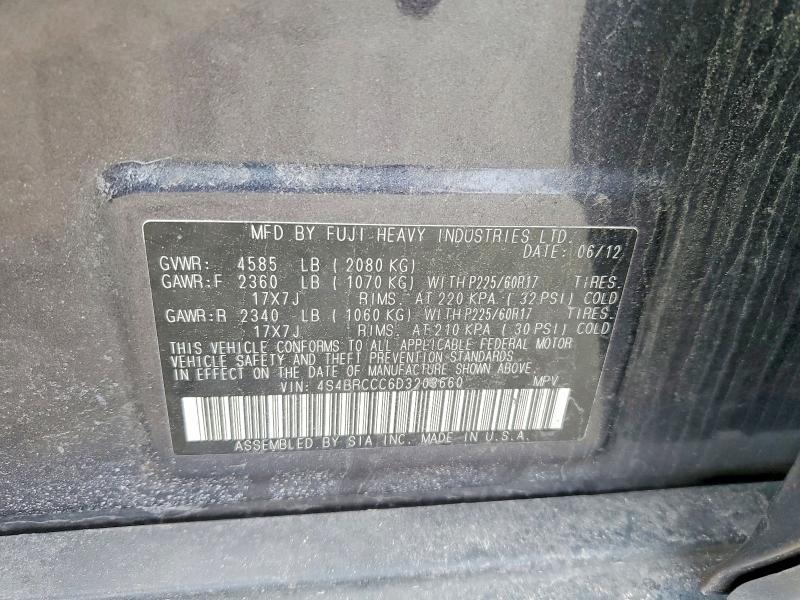 MFD BY FUJI HEAVY INDUSTRIES LTD.
DATE: 06/12
GVWR: 4585 LB (2080 KG)
GAWR:F 2360 LB (1070 KG) WITH P225/60R17 TIRES.
17X7J RIMS. AT 220 KPA (32 PSI) COLD
GAWR:R 2340 LB (1060 KG) WITH P225/60R17 TIRES.
17X7J RIMS. AT 210 KPA (30 PSI) COLD
THIS VEHICLE CONFORMS TO ALL APPLICABLE FEDERAL MOTOR
VEHICLE SAFETY AND THEFT PREVENTION STANDARDS
IN EFFECT ON THE DATE OF MANUFACTURE SHOWN ABOVE.
VIN: 4S4BRCCC6D3203660 MPV
ASSEMBLED BY SIA INC. MADE IN U.S.A.